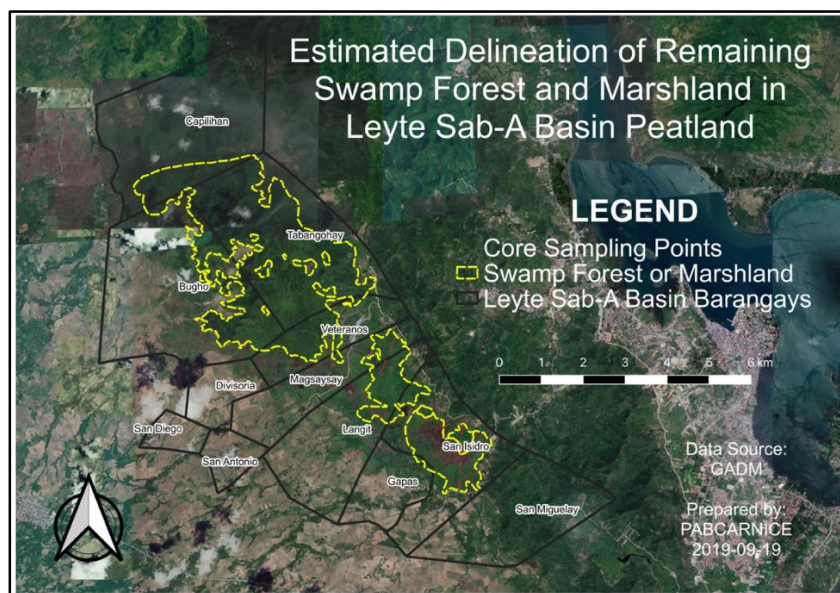 Estimated Delineation of Remaining
Swamp Forest and Marshland in
Leyte Sab-A Basin Peatland
Capilihan
Tabangohay
Bugho
Veteranos
Divisoria
Magsaysay
San Diego
Langit
San Isidro
San Antonio
Gapas
San Miguelay
LEGEND
Core Sampling Points
Swamp Forest or Marshland
Leyte Sab-A Basin Barangays
0 1 2 3 4 5 6 km
Data Source:
GADM
Prepared by:
PABCARNICE
2019-09-19